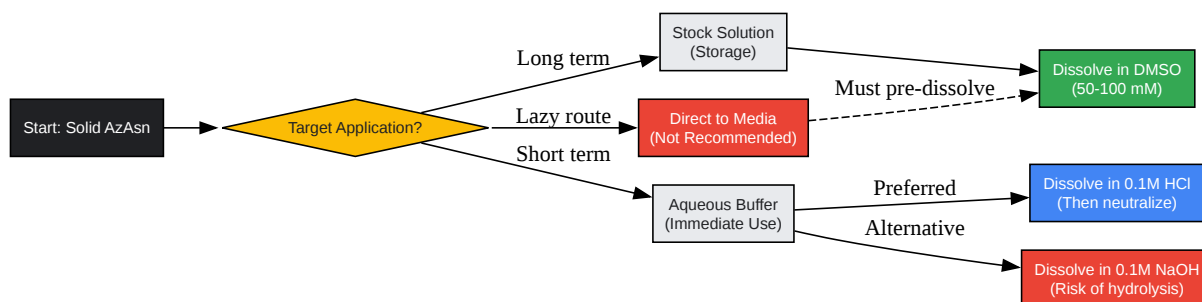 Start: Solid AzAsn
Target Application?
Long term
Lazy route
Short term
Stock Solution
(Storage)
Direct to Media
(Not Recommended)
Aqueous Buffer
(Immediate Use)
Must pre-dissolve
Preferred
Alternative
Dissolve in DMSO
(50-100 mM)
Dissolve in 0.1M HCl
(Then neutralize)
Dissolve in 0.1M NaOH
(Risk of hydrolysis)